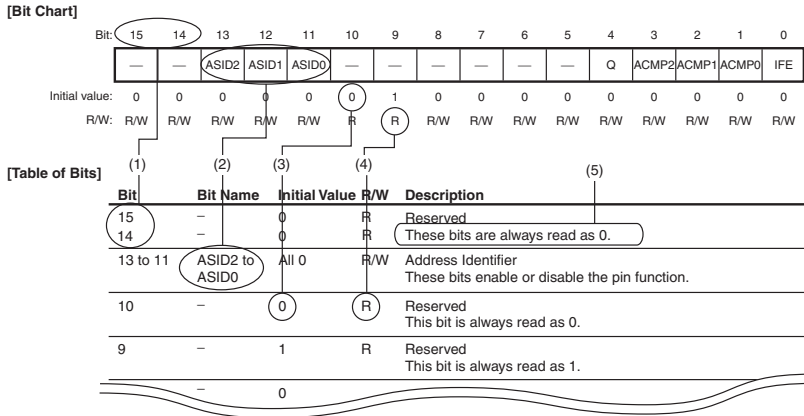 [Bit Chart]
Bit: 15 14 13 12 11 10 9 8 7 6 5 4 3 2 1 0
— — ASID2 ASID1 ASID0 — — — — — — Q ACMP2 ACMP1 ACMP0 IFE
Initial value: 0 0 0 0 0 0 1 0 0 0 0 0 0 0 0 0
R/W: R/W R/W R/W R/W R/W R R R/W R/W R/W R/W R/W R/W R/W R/W R/W
(1) (2) (3) (4) (5)
[Table of Bits]
Bit Bit Name Initial Value R/W Description
15 – 0 R Reserved
14 – 0 R These bits are always read as 0.
13 to 11 ASID2 to All 0 R/W Address Identifier
ASID0 These bits enable or disable the pin function.
10 – 0 R Reserved
This bit is always read as 0.
9 – 1 R Reserved
This bit is always read as 1.
– 0